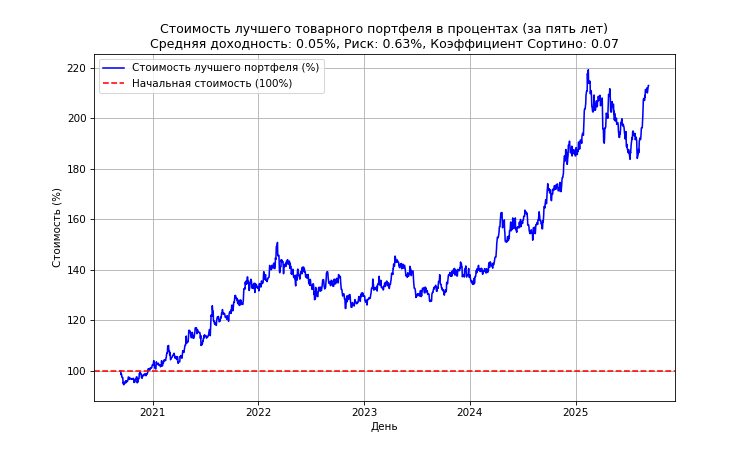 Стоимость лучшего товарного портфеля в процентах (за пять лет)
Средняя доходность: 0.05%, Риск: 0.63%, Коэффициент Сортино: 0.07
Стоимость лучшего портфеля (%)
Начальная стоимость (100%)
Стоимость (%)
220
200
180
160
140
120
100
2021
2022
2023
2024
2025
День